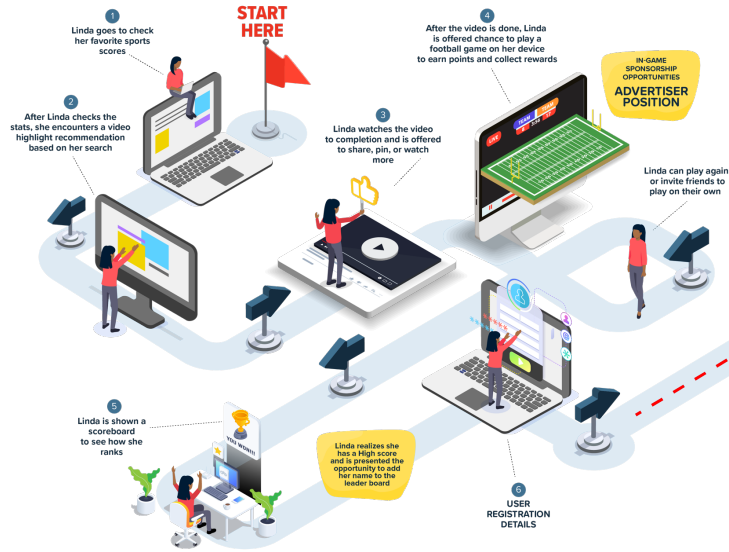 START
HERE
1
Linda goes to check
her favorite sports
scores
2
After Linda checks the
stats, she encounters a video
highlight recommendation
based on her search
3
Linda watches the video
to completion and is offered
to share, pin, or watch
more
4
After the video is done, Linda
is offered chance to play a
football game on her device
to earn points and collect rewards
IN-GAME
SPONSORSHIP
OPPORTUNITIES
ADVERTISER
POSITION
LIVE
TEAM
TEAM
Linda can play again
or invite friends to
play on their own
5
Linda is shown a
scoreboard
to see how she
ranks
YOU WON!!!
Linda realizes she
has a High score
and is presented the
opportunity to add
her name to the
leader board
6
USER
REGISTRATION
DETAILS